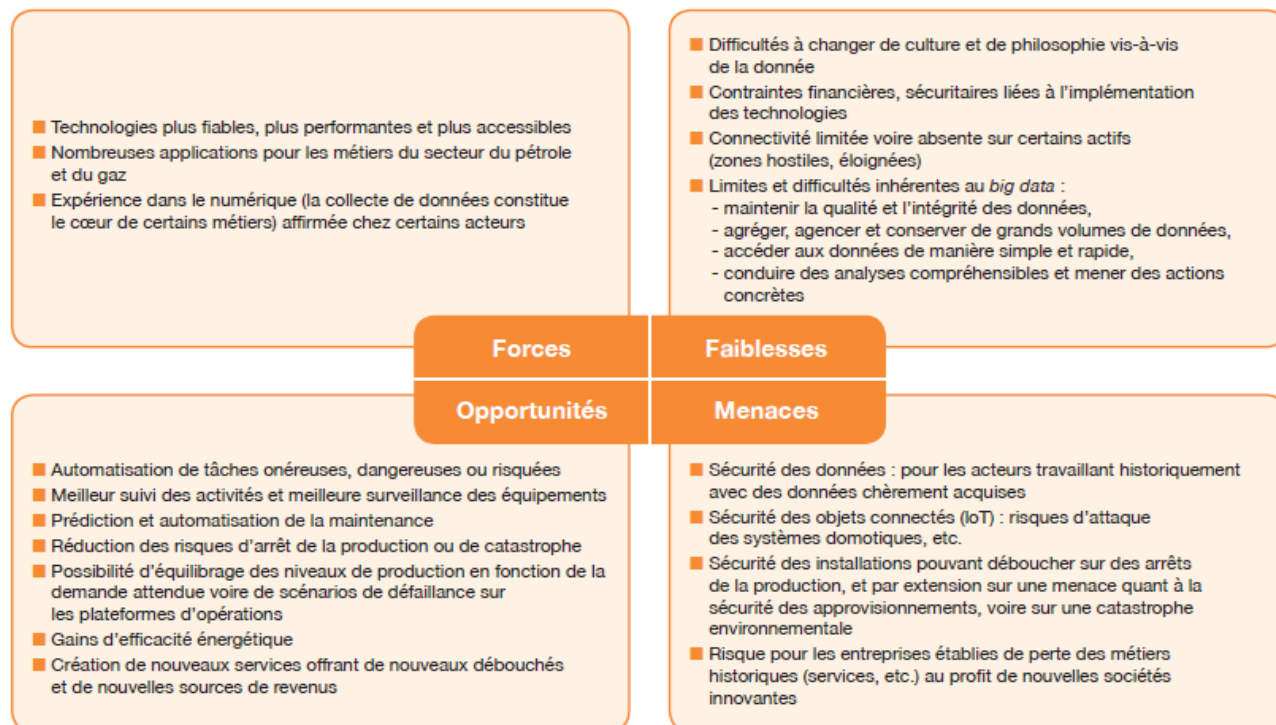 ■ Technologies plus fiables, plus performantes et plus accessibles
■ Nombreuses applications pour les métiers du secteur du pétrole
et du gaz
■ Expérience dans le numérique (la collecte de données constitue
le cœur de certains métiers) affirmée chez certains acteurs
■ Difficultés à changer de culture et de philosophie vis-à-vis
de la donnée
■ Contraintes financières, sécuritaires liées à l’implémentation
des technologies
■ Connectivité limitée voire absente sur certains actifs
(zones hostiles, éloignées)
■ Limites et difficultés inhérentes au big data :
- maintenir la qualité et l’intégrité des données,
- agréger, agencer et conserver de grands volumes de données,
- accéder aux données de manière simple et rapide,
- conduire des analyses compréhensibles et mener des actions
concrètes
Forces
Faiblesses
Opportunités
Menaces
■ Automatisation de tâches onéreuses, dangereuses ou risquées
■ Meilleur suivi des activités et meilleure surveillance des équipements
■ Prédiction et automatisation de la maintenance
■ Réduction des risques d’arrêt de la production ou de catastrophe
■ Possibilité d’équilibrage des niveaux de production en fonction de la
demande attendue voire de scénarios de défaillance sur
les plateformes d’opérations
■ Gains d’efficacité énergétique
■ Création de nouveaux services offrant de nouveaux débouchés
et de nouvelles sources de revenus
■ Sécurité des données : pour les acteurs travaillant historiquement
avec des données chèrement acquises
■ Sécurité des objets connectés (IoT) : risques d’attaque
des systèmes domotiques, etc.
■ Sécurité des installations pouvant déboucher sur des arrêts
de la production, et par extension sur une menace quant à la
sécurité des approvisionnements, voire sur une catastrophe
environnementale
■ Risque pour les entreprises établies de perte des métiers
historiques (services, etc.) au profit de nouvelles sociétés
innovantes